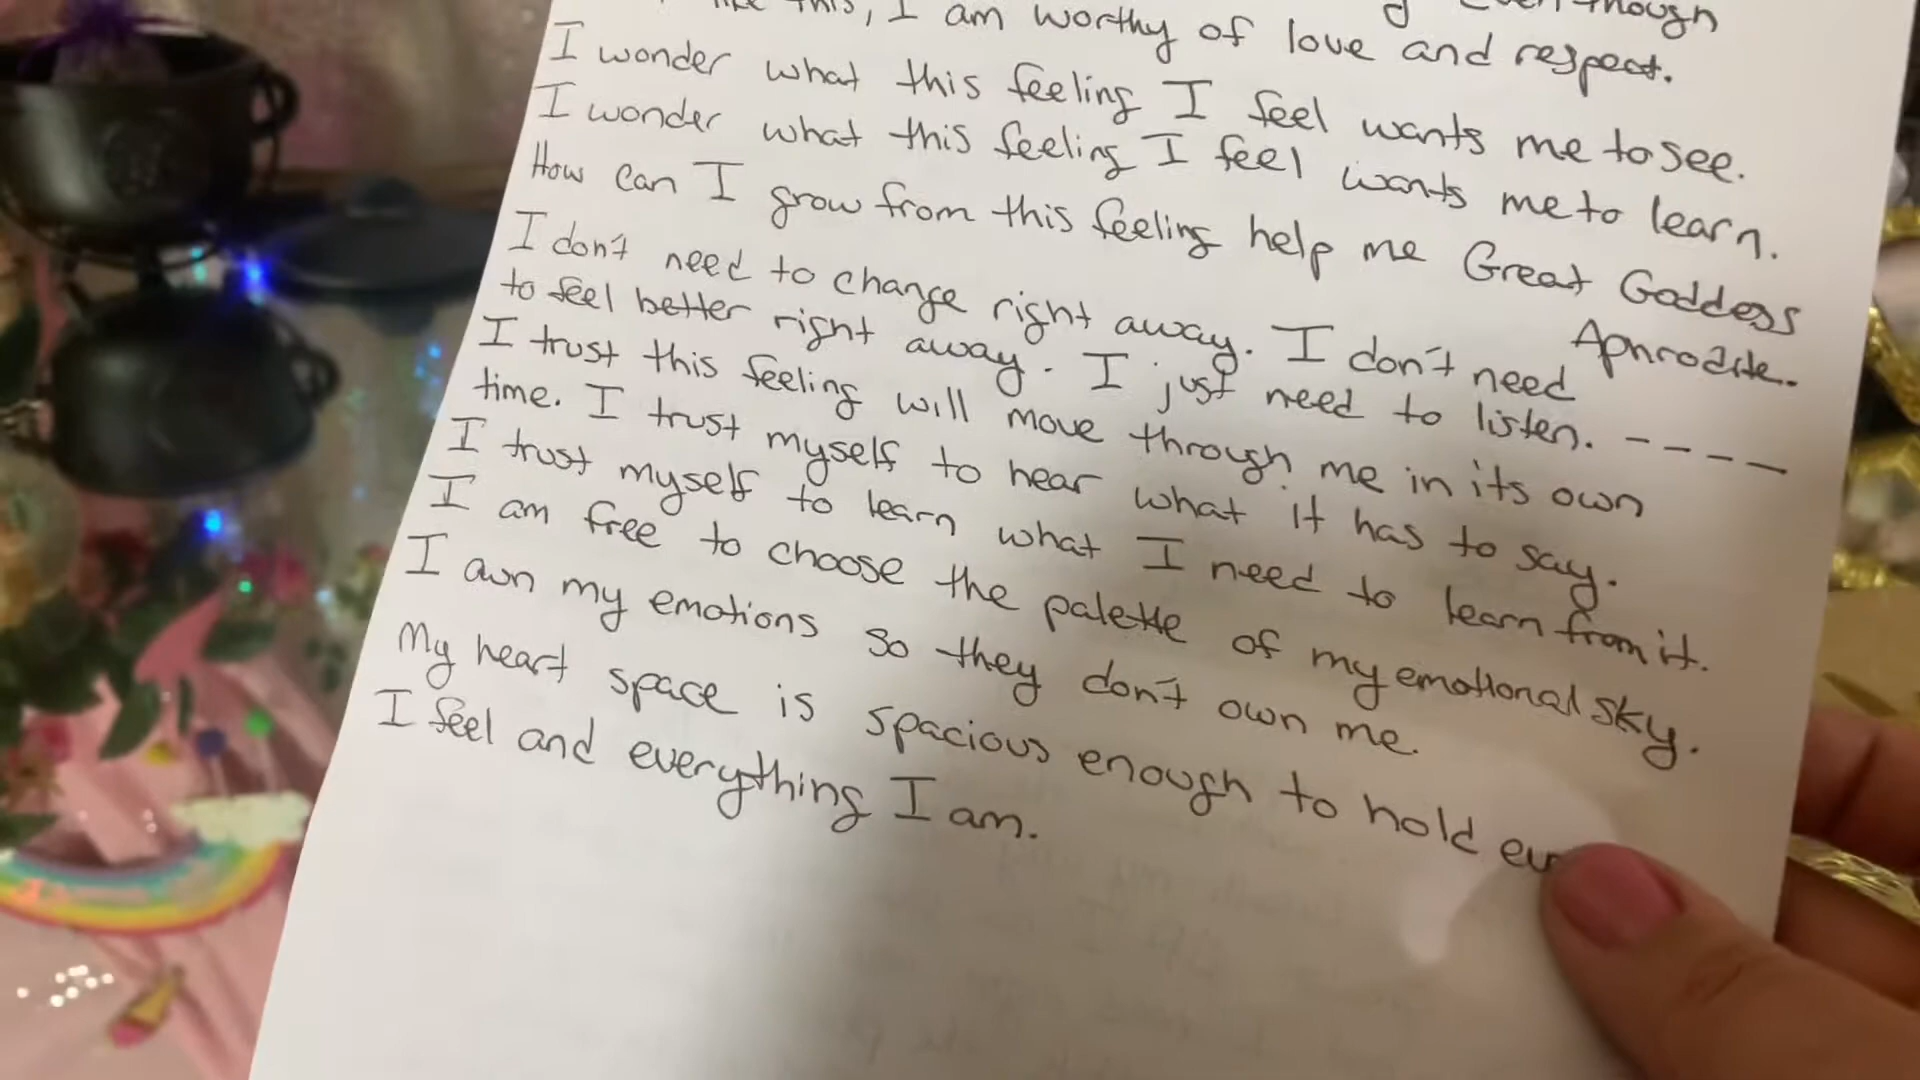 like this, I am worthy of love and respect.
I wonder what this feeling I feel wants me to see.
I wonder what this feeling I feel wants me to learn.
How can I grow from this feeling help me Great Goddess
Aphrodite.
I don't need to change right away. I don't need
to feel better right away. I just need to listen. ----
I trust this feeling will move through me in its own
time. I trust myself to hear what it has to say.
I trust myself to learn what I need to learn from it.
I am free to choose the palette of my emotional sky.
I own my emotions so they don't own me.
My heart space is spacious enough to hold
I feel and everything I am.